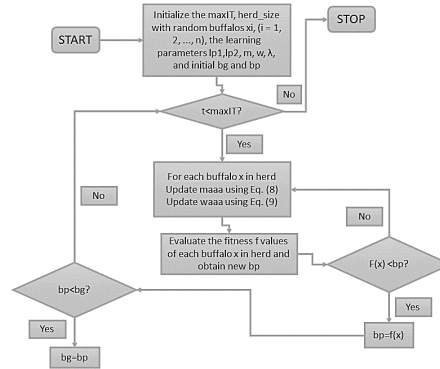 START
Initialize the maxIT, herd_size
with random buffalos xi, (i = 1,
2, ..., n), the learning
parameters lp1,lp2, m, w, λ,
and initial bg and bp
STOP
No
t<maxIT?
Yes
For each buffalo x in herd
Update maaa using Eq. (8)
Update waaa using Eq. (9)
No
No
Evaluate the fitness f values
of each buffalo x in herd and
obtain new bp
F(x) <bp?
bp<bg?
Yes
Yes
bp=f(x)
bg=bp